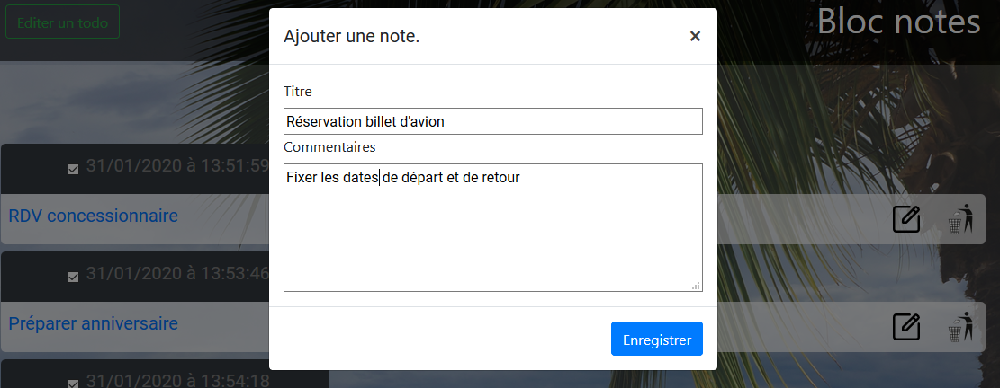 Editer un todo
Bloc notes
Ajouter une note.
×
Titre
Réservation billet d'avion
Commentaires
Fixer les dates de départ et de retour
Enregistrer
31/01/2020 à 13:51:59
RDV concessionnaire
31/01/2020 à 13:53:46
Préparer anniversaire
31/01/2020 à 13:54:18